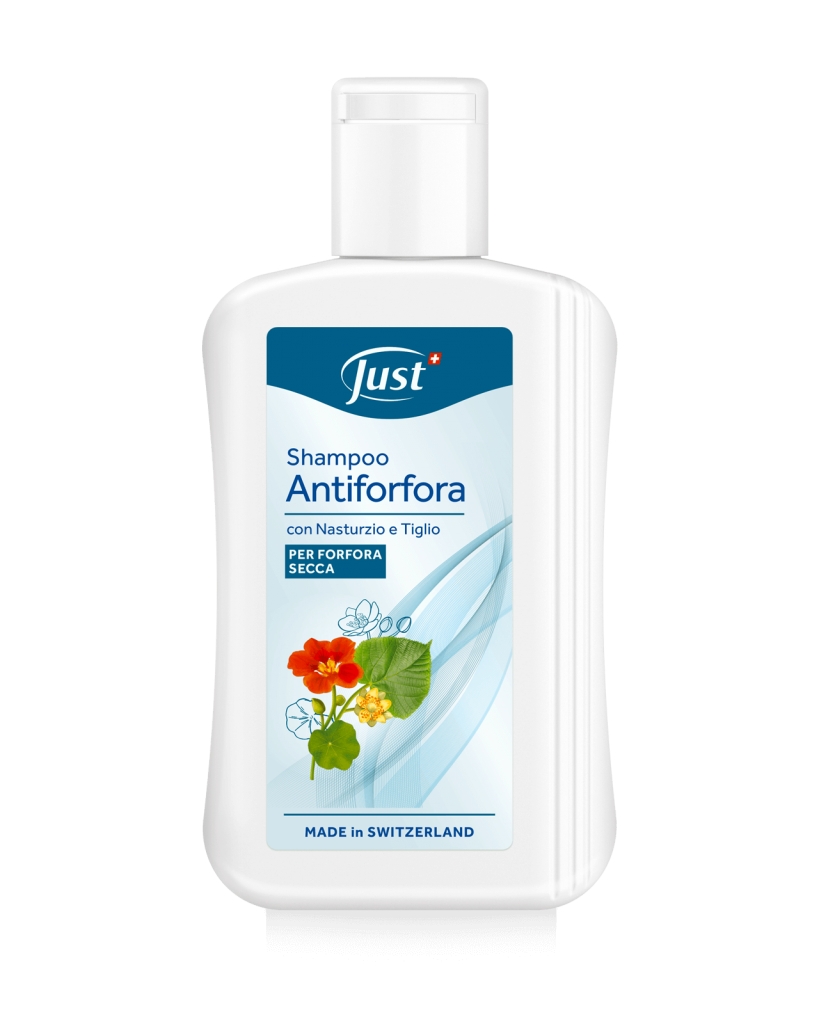 Just
Shampoo
Antiforfora
con Nasturzio e Tiglio
PER FORFORA
SECCA
MADE in SWITZERLAND